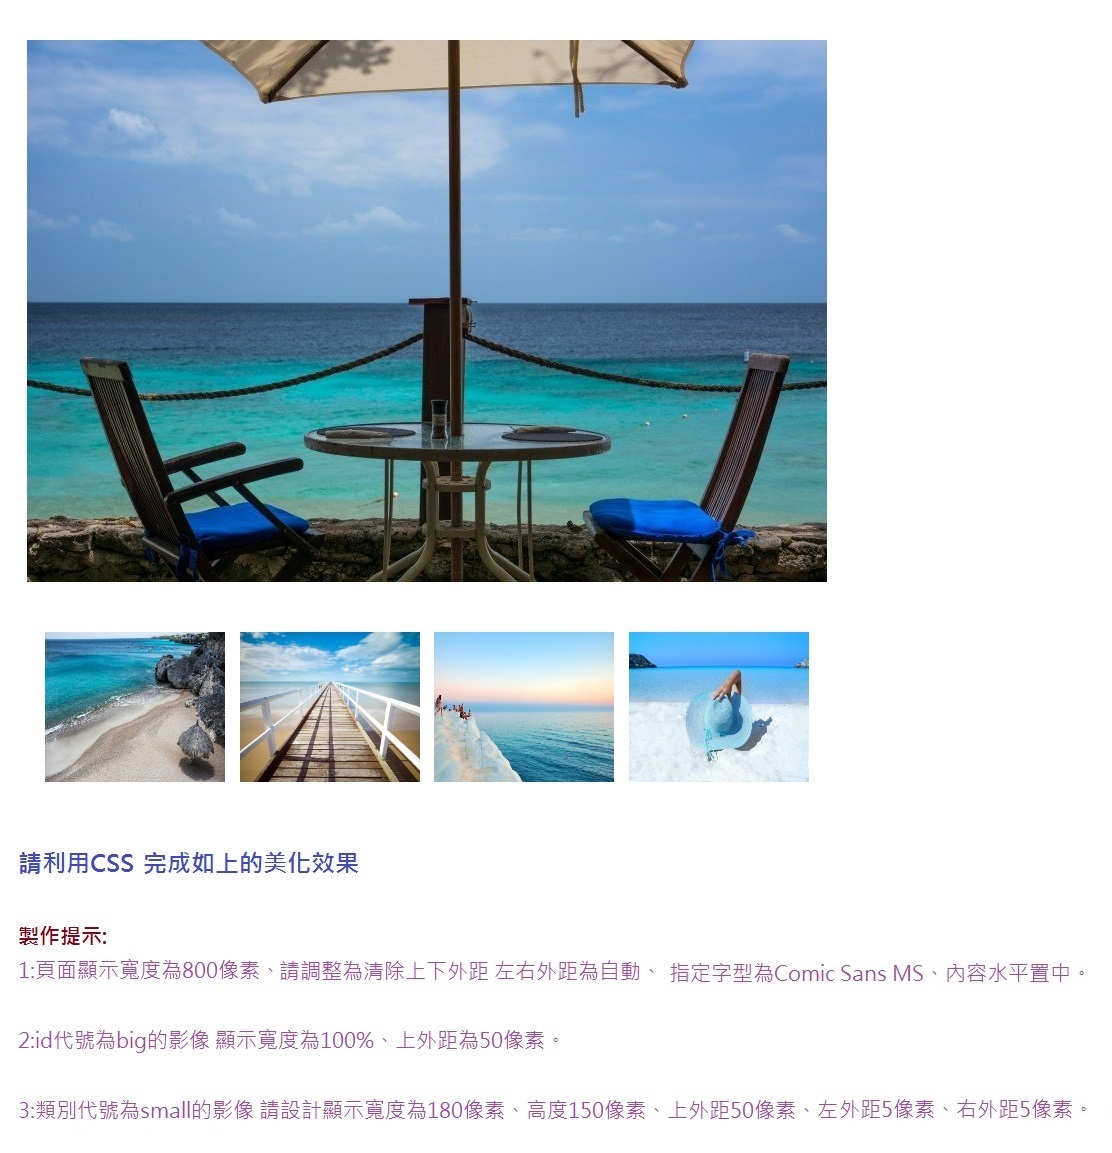 請利用CSS 完成如上的美化效果
製作提示:
1:頁面顯示寬度為800像素、請調整為清除上下外距 左右外距為自動、 指定字型為Comic Sans MS、內容水平置中。
2:id代號為big的影像 顯示寬度為100%、上外距為50像素。
3:類別代號為small的影像 請設計顯示寬度為180像素、高度150像素、上外距50像素、左外距5像素、右外距5像素。